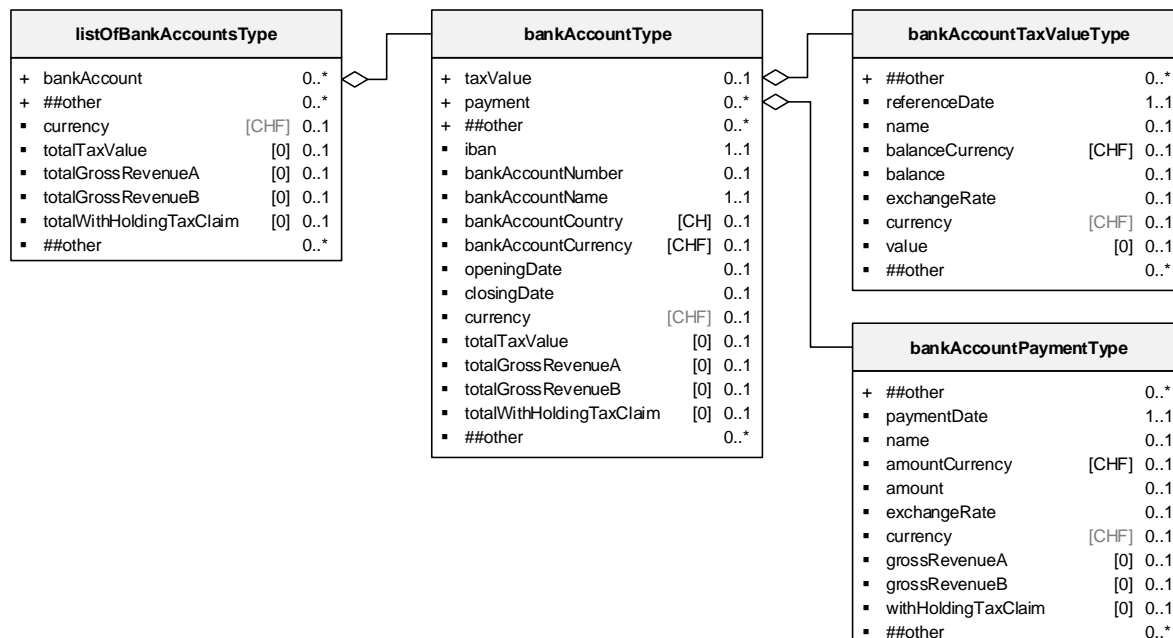 listOfBankAccountsType
+ bankAccount 0..*
+ ##other 0..*
▪ currency [CHF] 0..1
▪ totalTaxValue [0] 0..1
▪ totalGrossRevenueA [0] 0..1
▪ totalGrossRevenueB [0] 0..1
▪ totalWithHoldingTaxClaim [0] 0..1
▪ ##other 0..*
bankAccountType
+ taxValue 0..1
+ payment 0..*
+ ##other 0..*
▪ iban 1..1
▪ bankAccountNumber 0..1
▪ bankAccountName 1..1
▪ bankAccountCountry [CH] 0..1
▪ bankAccountCurrency [CHF] 0..1
▪ openingDate 0..1
▪ closingDate 0..1
▪ currency [CHF] 0..1
▪ totalTaxValue [0] 0..1
▪ totalGrossRevenueA [0] 0..1
▪ totalGrossRevenueB [0] 0..1
▪ totalWithHoldingTaxClaim [0] 0..1
▪ ##other 0..*
bankAccountTaxValueType
+ ##other 0..*
▪ referenceDate 1..1
▪ name 0..1
▪ balanceCurrency [CHF] 0..1
▪ balance 0..1
▪ exchangeRate 0..1
▪ currency [CHF] 0..1
▪ value [0] 0..1
▪ ##other 0..*
bankAccountPaymentType
+ ##other 0..*
▪ paymentDate 1..1
▪ name 0..1
▪ amountCurrency [CHF] 0..1
▪ amount 0..1
▪ exchangeRate 0..1
▪ currency [CHF] 0..1
▪ grossRevenueA [0] 0..1
▪ grossRevenueB [0] 0..1
▪ withHoldingTaxClaim [0] 0..1
▪ ##other 0..*